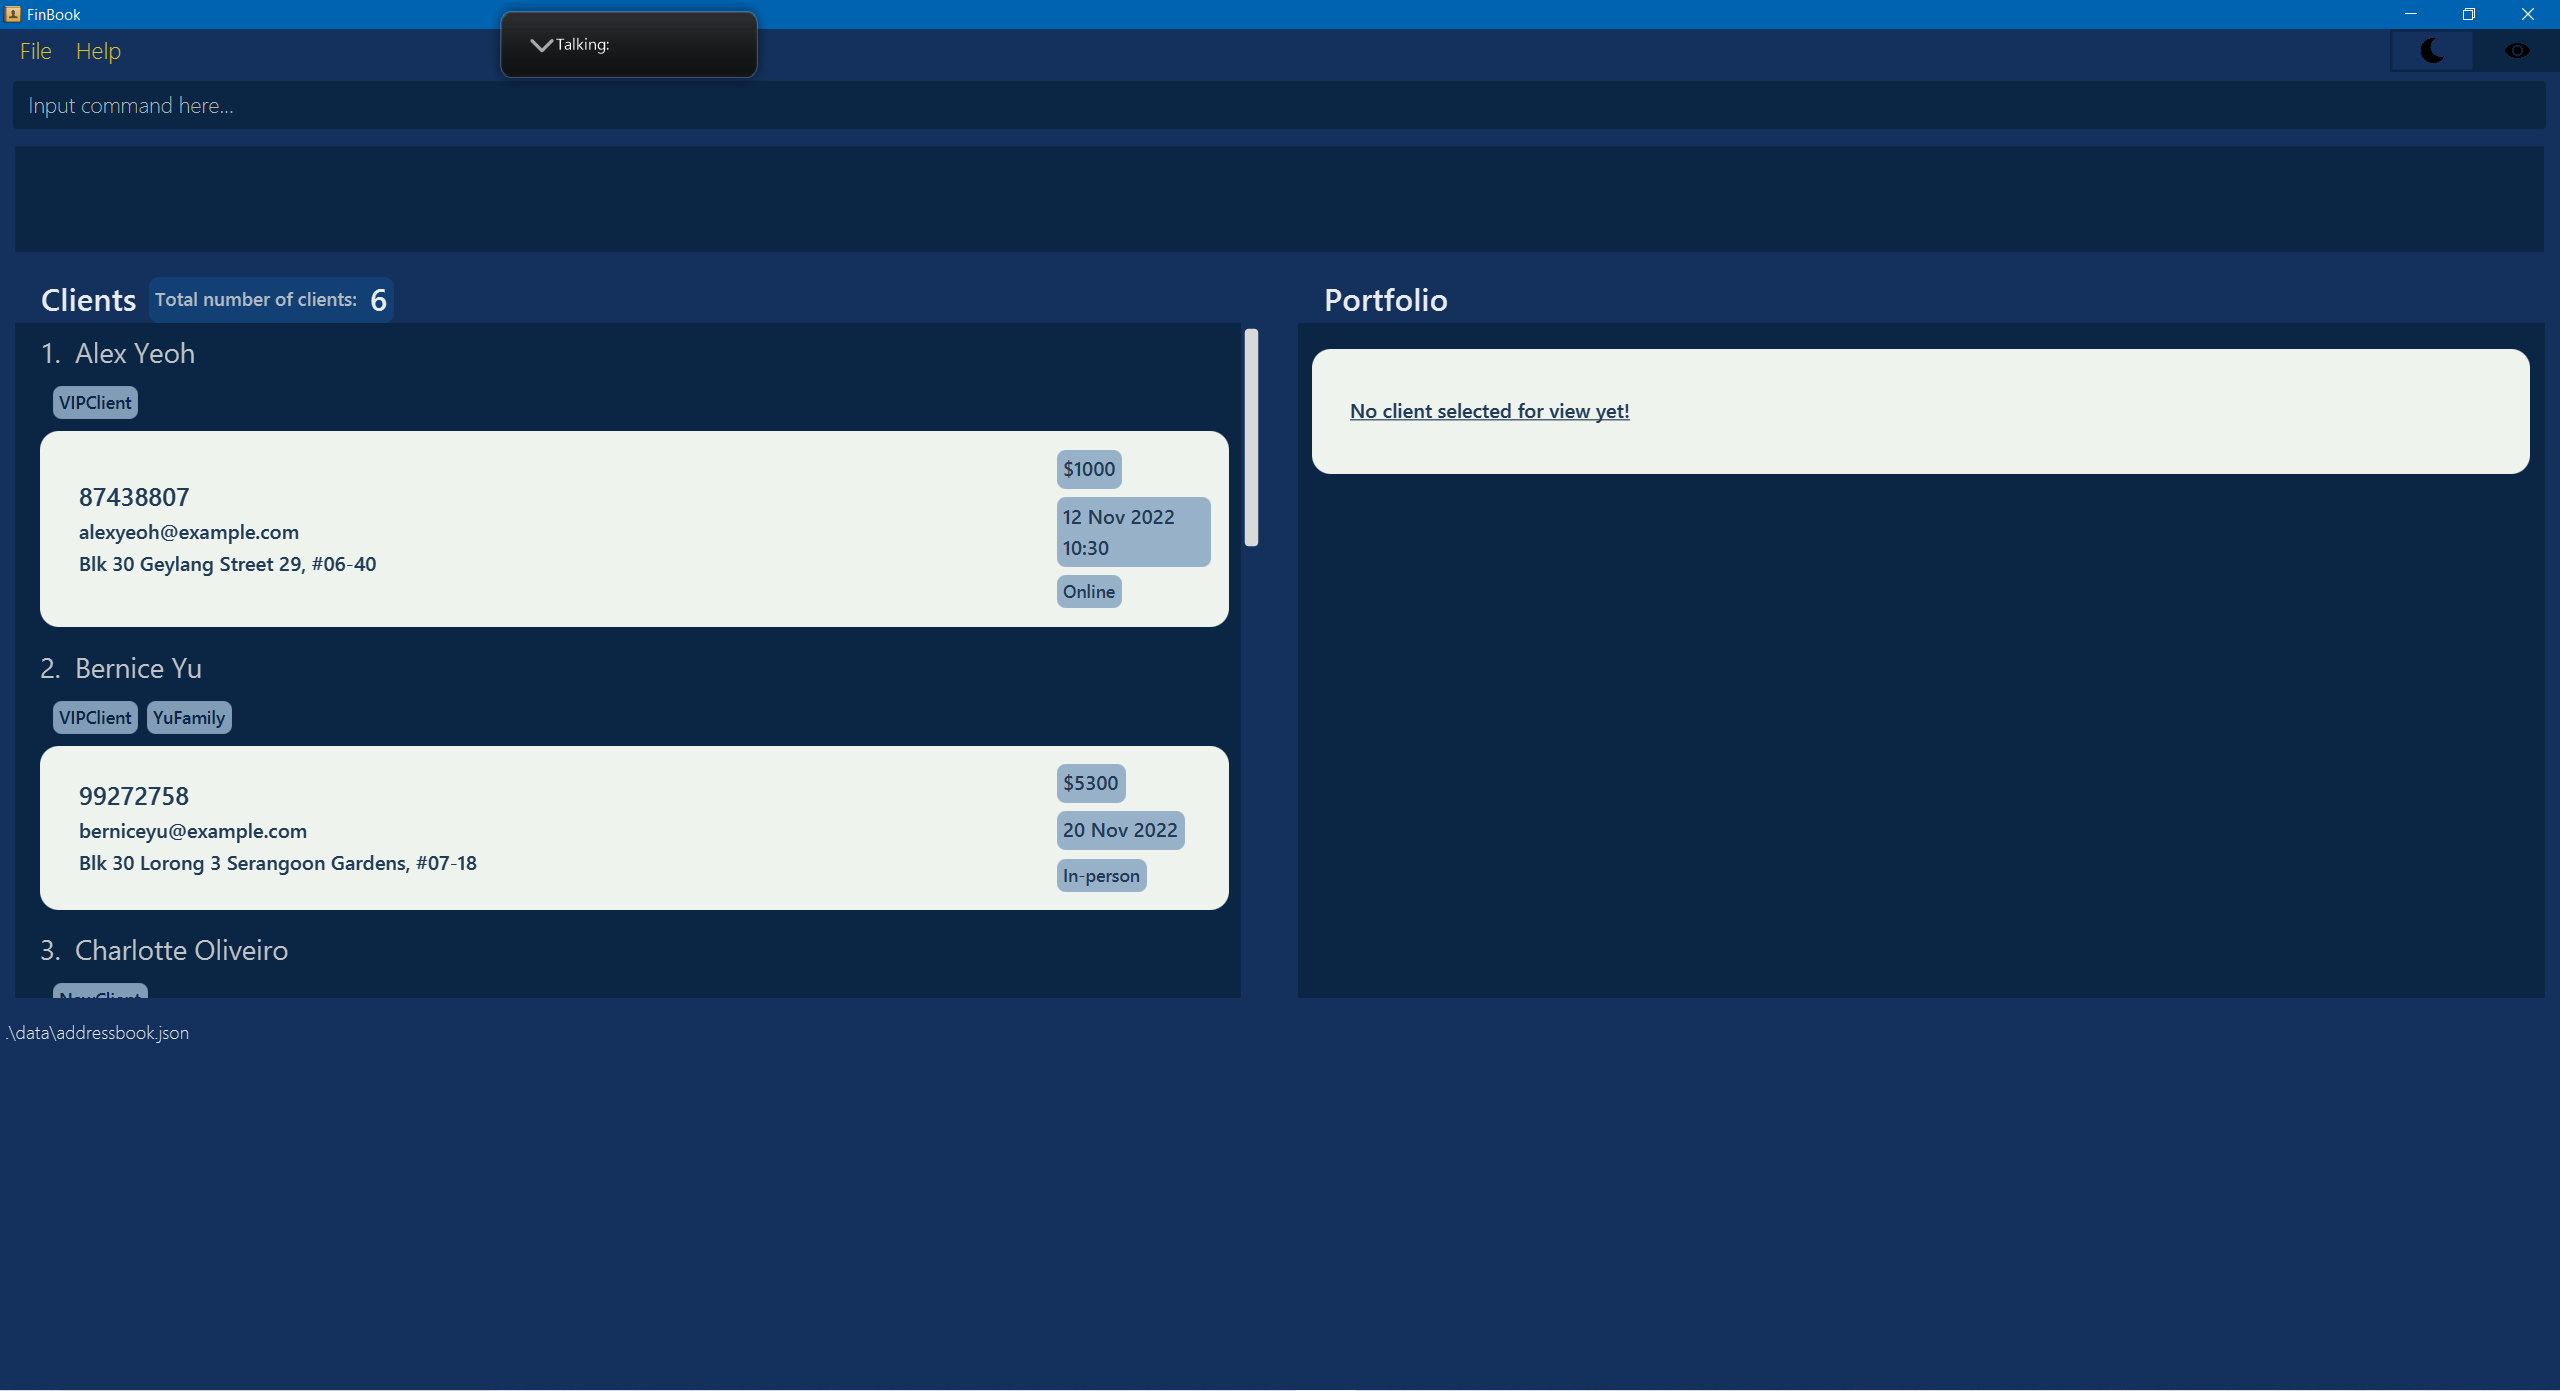 FinBook
Talking:
File Help
Input command here...
Clients Total number of clients: 6
1. Alex Yeoh
VIPClient
87438807
alexyeoh@example.com
Blk 30 Geylang Street 29, #06-40
$1000
12 Nov 2022
10:30
Online
2. Bernice Yu
VIPClient YuFamily
99272758
berniceyu@example.com
Blk 30 Lorong 3 Serangoon Gardens, #07-18
$5300
20 Nov 2022
In-person
3. Charlotte Oliveiro
NewClient
Portfolio
No client selected for view yet!
.\data\addressbook.json